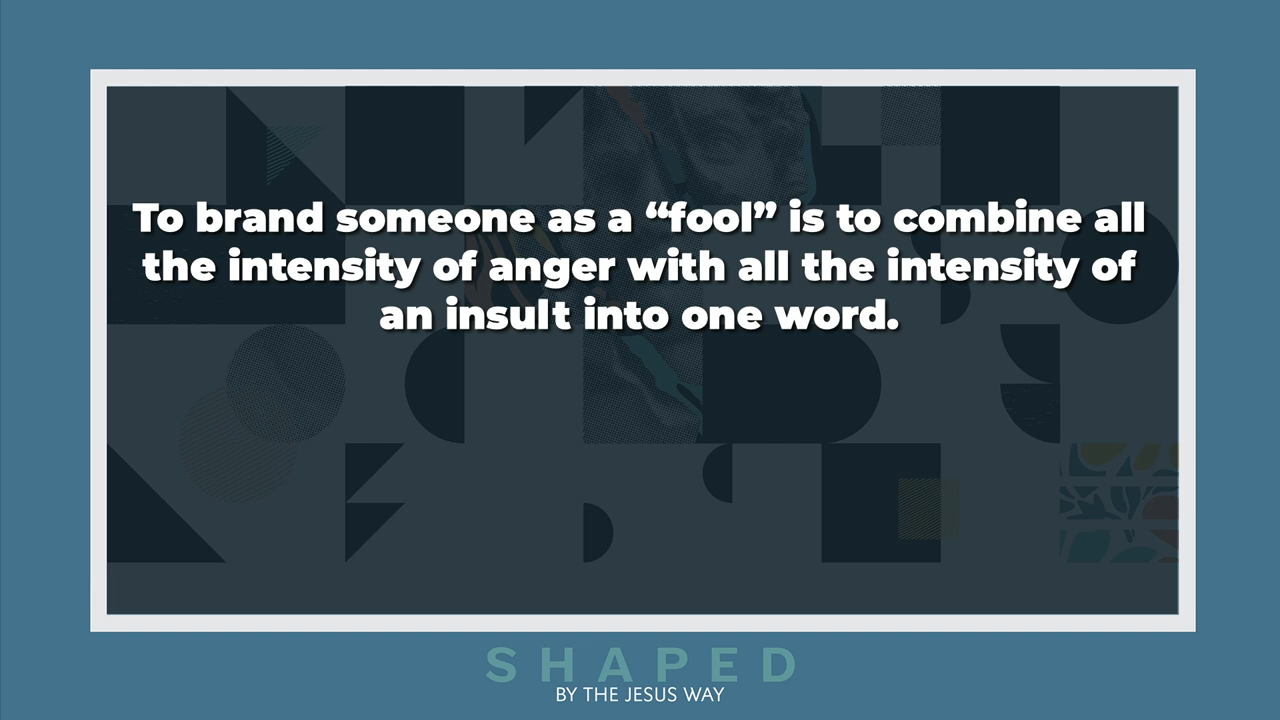 To brand someone as a “fool” is to combine all
the intensity of anger with all the intensity of
an insult into one word.
SHAPED
BY THE JESUS WAY